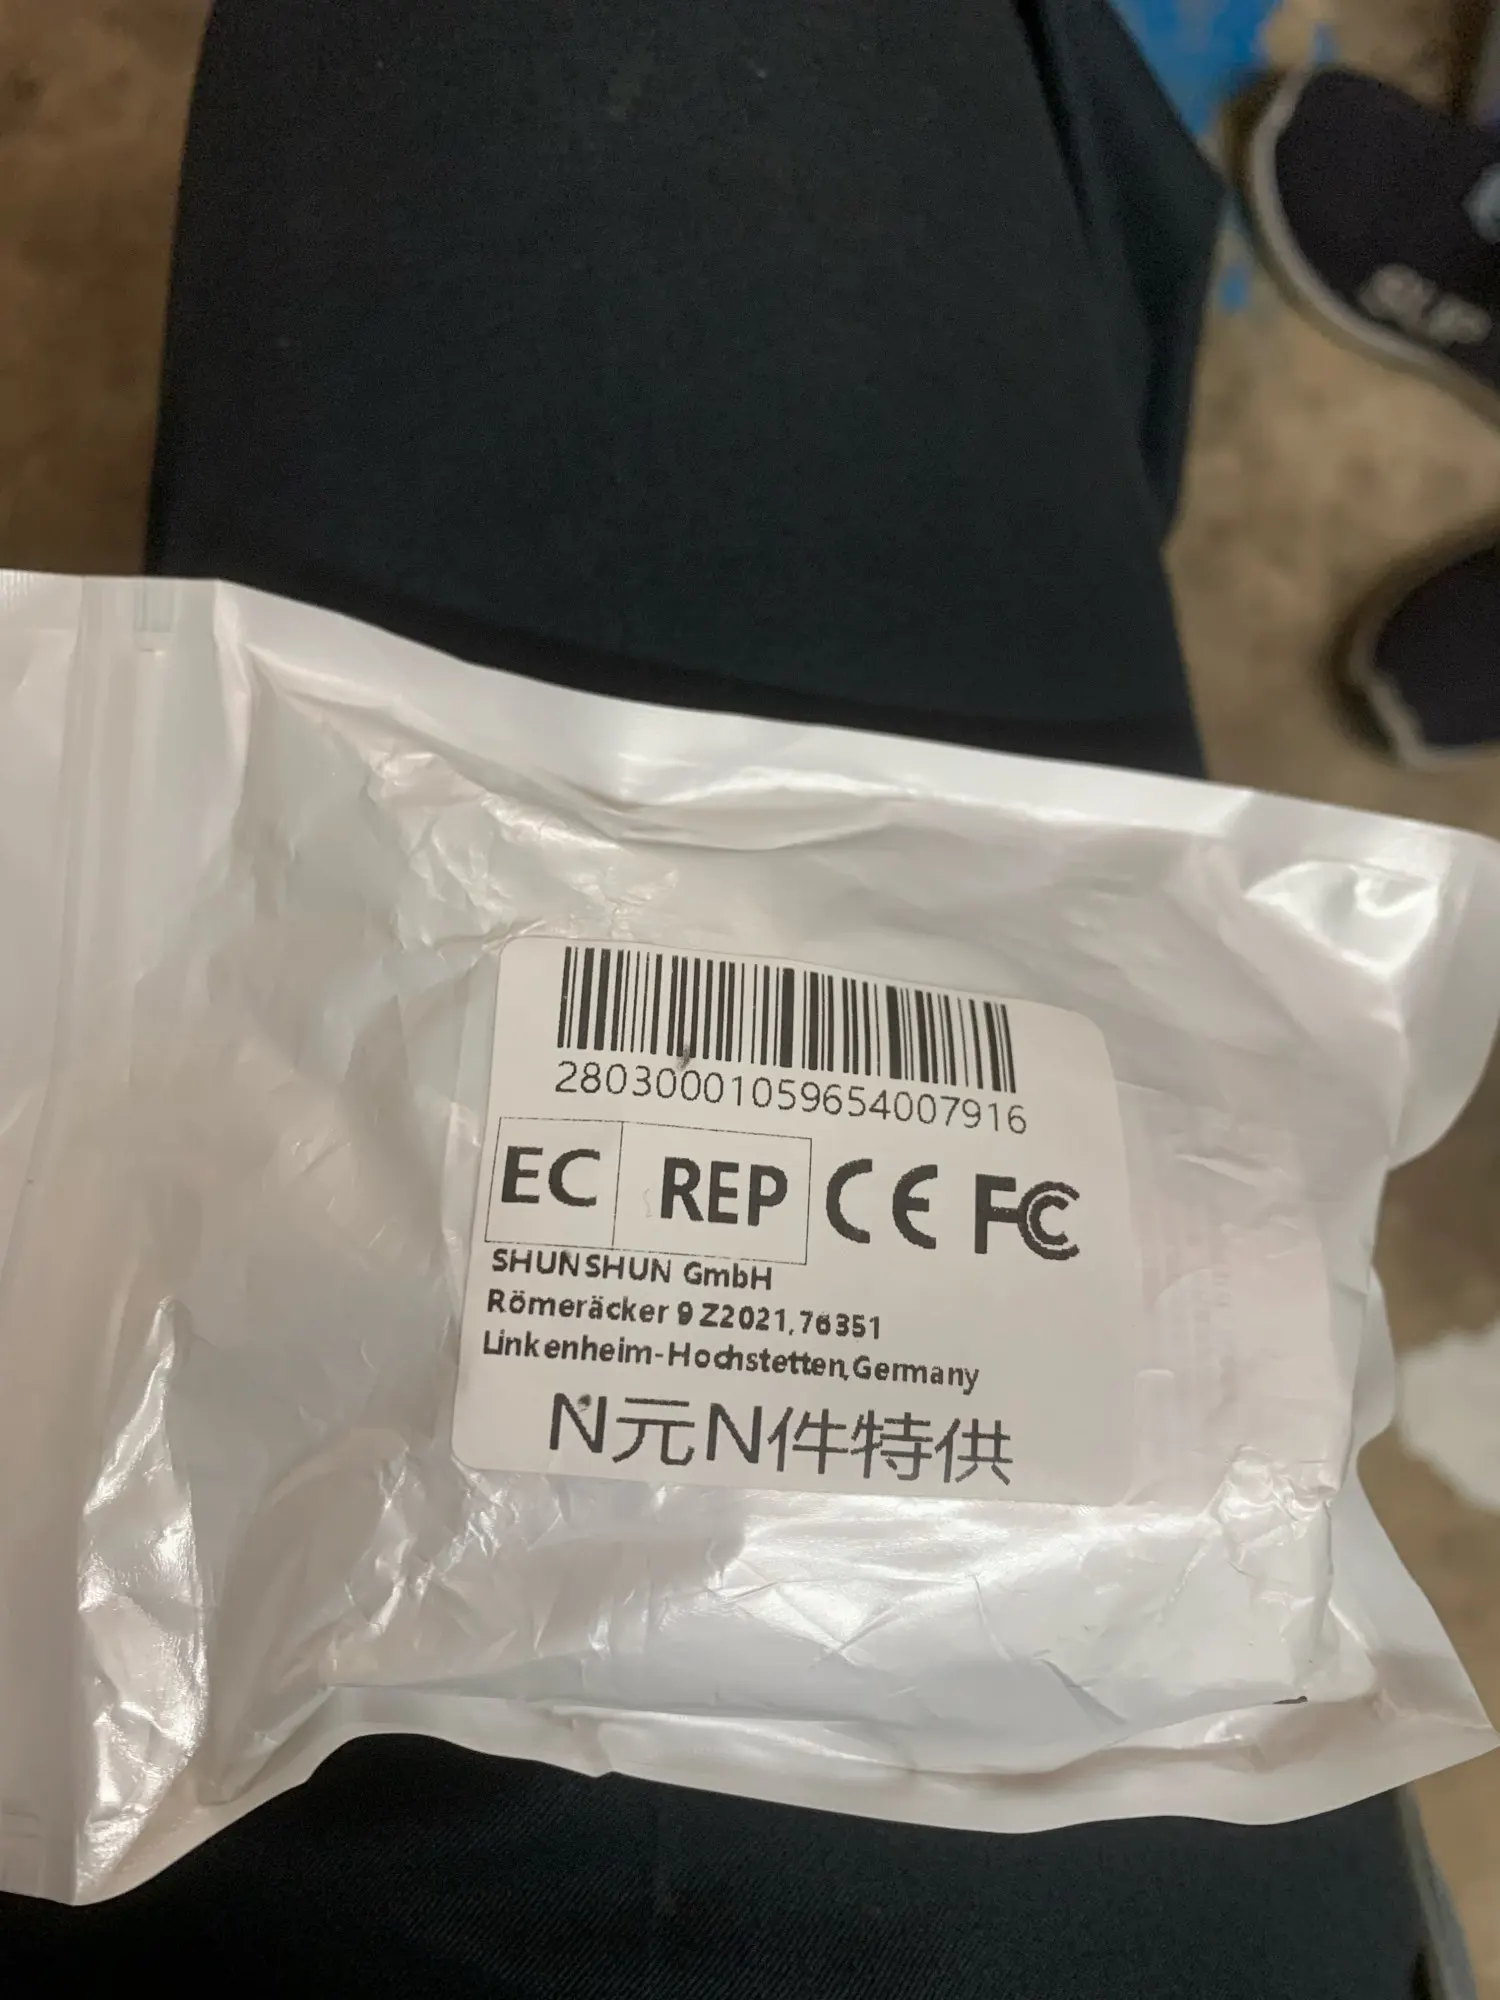 28030001059654007916
EC REP CE FC
SHUNSHUN GmbH
Römeräcker 9 Z2021,76351
Linkenheim-Hochstetten,Germany
N元N件特供